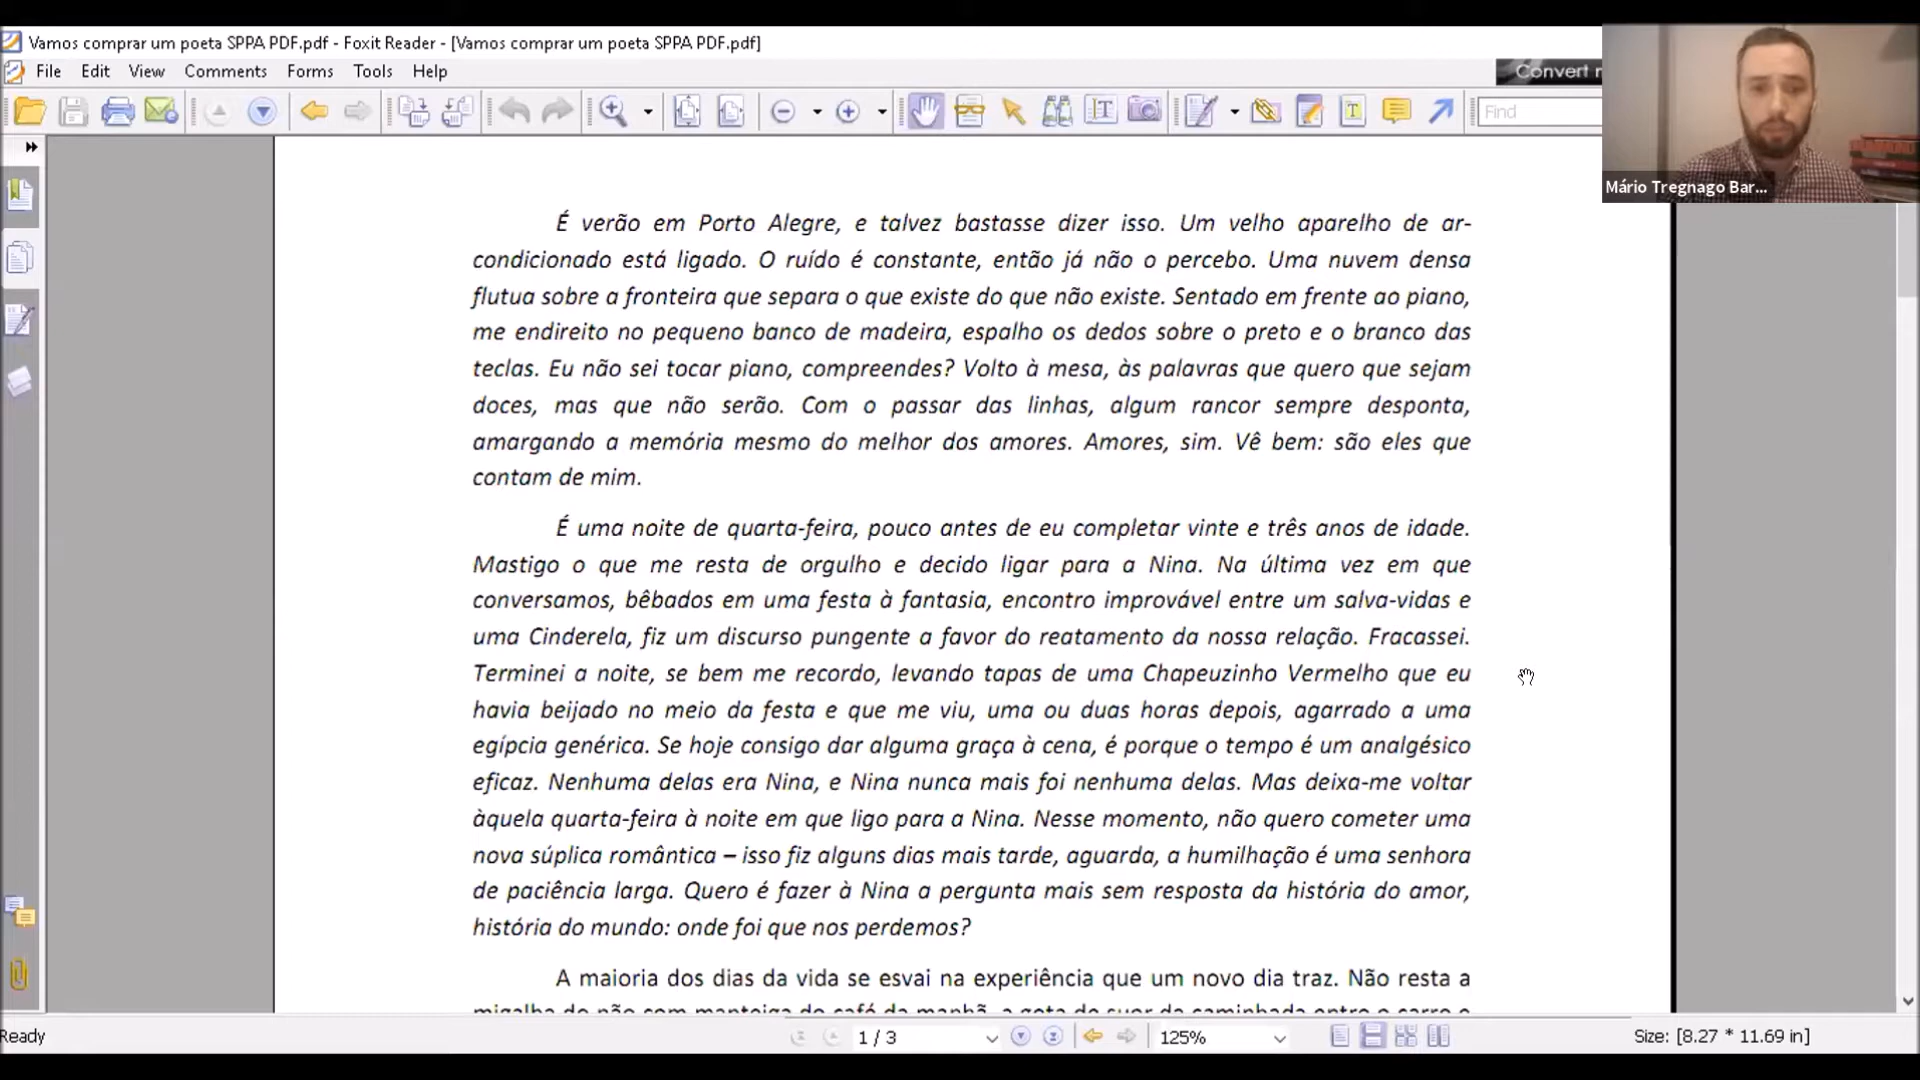 Vamos comprar um poeta SPPA PDF.pdf - Foxit Reader - [Vamos comprar um poeta SPPA PDF.pdf]
File Edit View Comments Forms Tools Help
Convert
Find
Mário Tregnago Bar...
É verão em Porto Alegre, e talvez bastasse dizer isso. Um velho aparelho de ar-
condicionado está ligado. O ruído é constante, então já não o percebo. Uma nuvem densa
flutua sobre a fronteira que separa o que existe do que não existe. Sentado em frente ao piano,
me endireito no pequeno banco de madeira, espalho os dedos sobre o preto e o branco das
teclas. Eu não sei tocar piano, compreendes? Volto à mesa, às palavras que quero que sejam
doces, mas que não serão. Com o passar das linhas, algum rancor sempre desponta,
amargando a memória mesmo do melhor dos amores. Amores, sim. Vê bem: são eles que
contam de mim.
É uma noite de quarta-feira, pouco antes de eu completar vinte e três anos de idade.
Mastigo o que me resta de orgulho e decido ligar para a Nina. Na última vez em que
conversamos, bêbados em uma festa à fantasia, encontro improvável entre um salva-vidas e
uma Cinderela, fiz um discurso pungente a favor do reatamento da nossa relação. Fracassei.
Terminei a noite, se bem me recordo, levando tapas de uma Chapeuzinho Vermelho que eu
havia beijado no meio da festa e que me viu, uma ou duas horas depois, agarrado a uma
egípcia genérica. Se hoje consigo dar alguma graça à cena, é porque o tempo é um analgésico
eficaz. Nenhuma delas era Nina, e Nina nunca mais foi nenhuma delas. Mas deixa-me voltar
àquela quarta-feira à noite em que ligo para a Nina. Nesse momento, não quero cometer uma
nova súplica romântica – isso fiz alguns dias mais tarde, aguarda, a humilhação é uma senhora
de paciência larga. Quero é fazer à Nina a pergunta mais sem resposta da história do amor,
história do mundo: onde foi que nos perdemos?
A maioria dos dias da vida se esvai na experiência que um novo dia traz. Não resta a
migalha do pão com manteiga do café da manhã, a gota de suor da caminhada entre o carro e
Ready
1 / 3
125%
Size: [8.27 * 11.69 in]